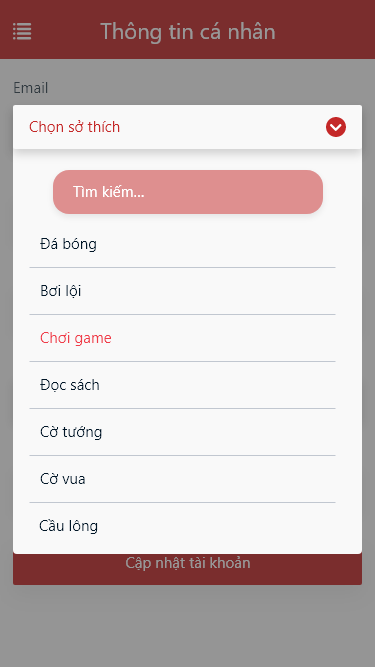 Thông tin cá nhân
Email
Chọn sở thích
Tìm kiếm...
Đá bóng
Bơi lội
Chơi game
Đọc sách
Cờ tướng
Cờ vua
Cầu lông
Cập nhật tài khoản